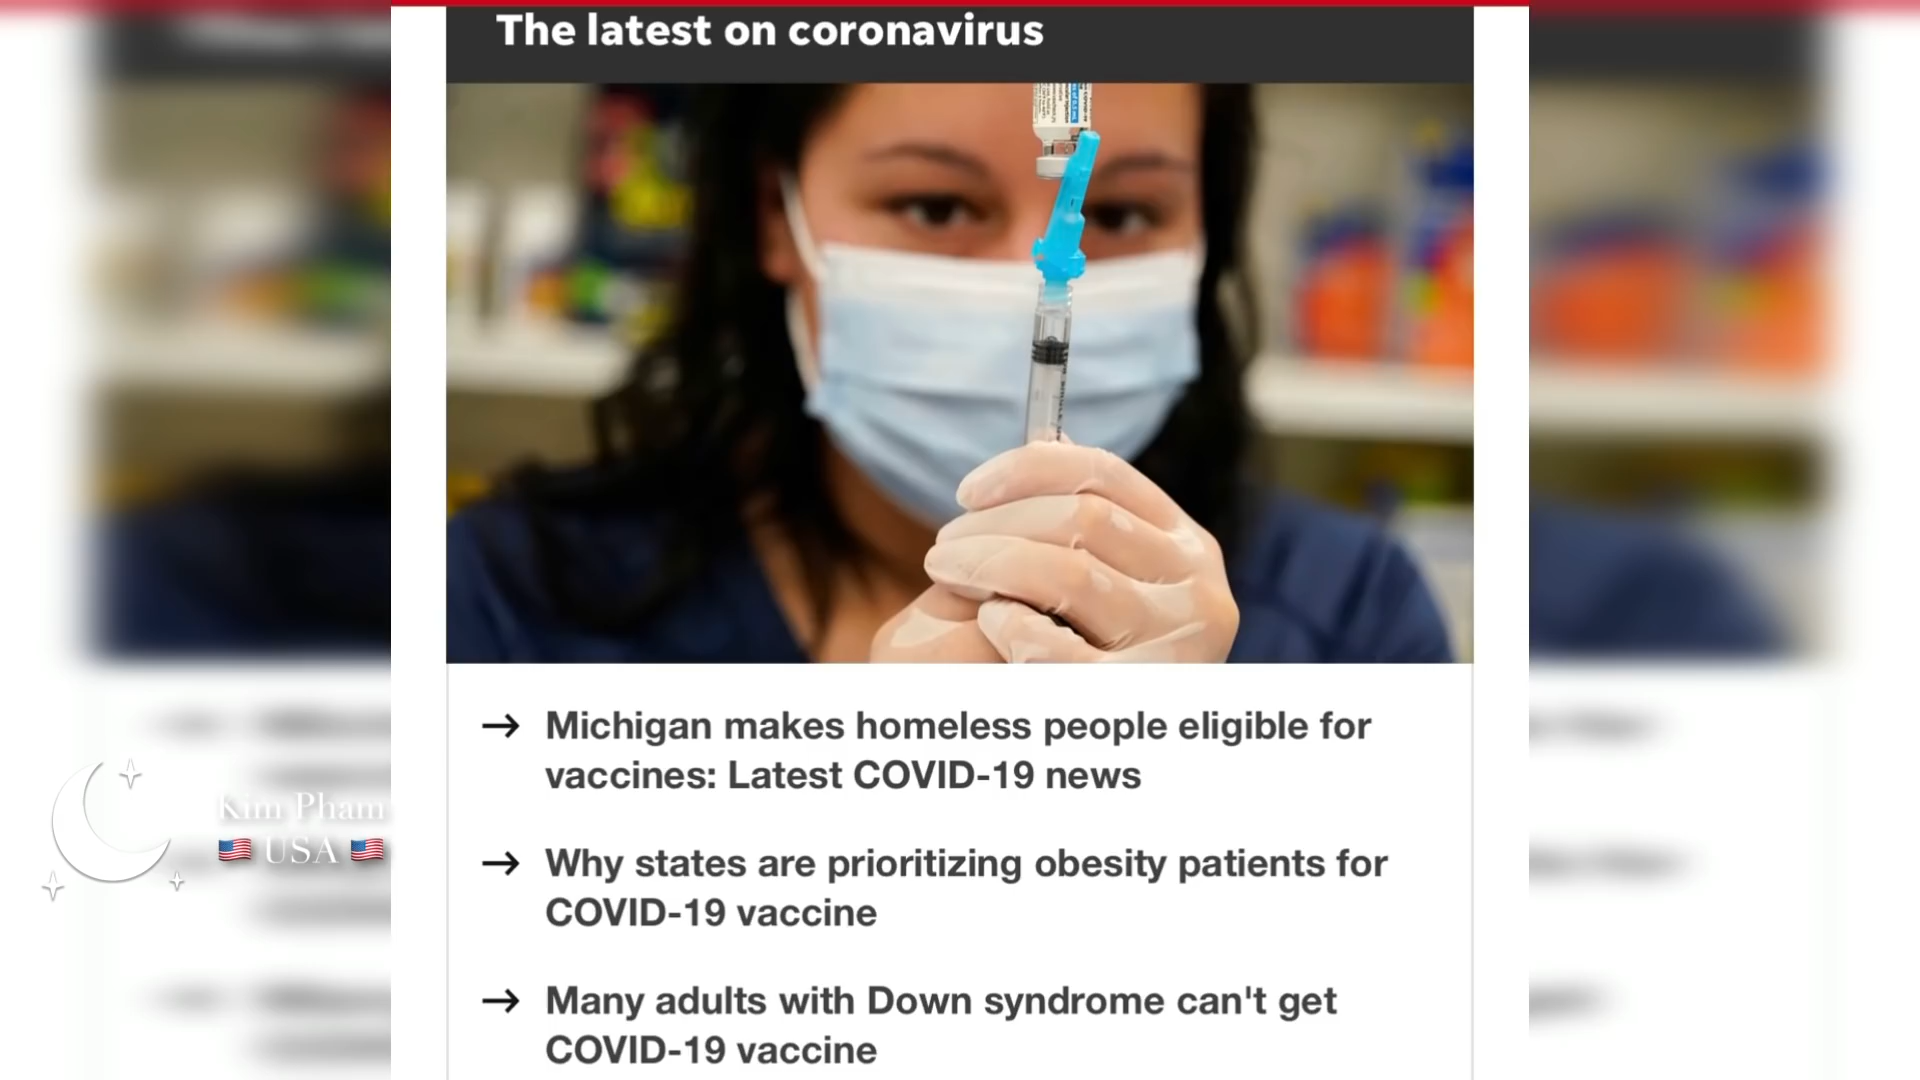 The latest on coronavirus
→ Michigan makes homeless people eligible for
vaccines: Latest COVID-19 news
→ Why states are prioritizing obesity patients for
COVID-19 vaccine
→ Many adults with Down syndrome can't get
COVID-19 vaccine
Kim Pham
🇺🇸 USA 🇺🇸